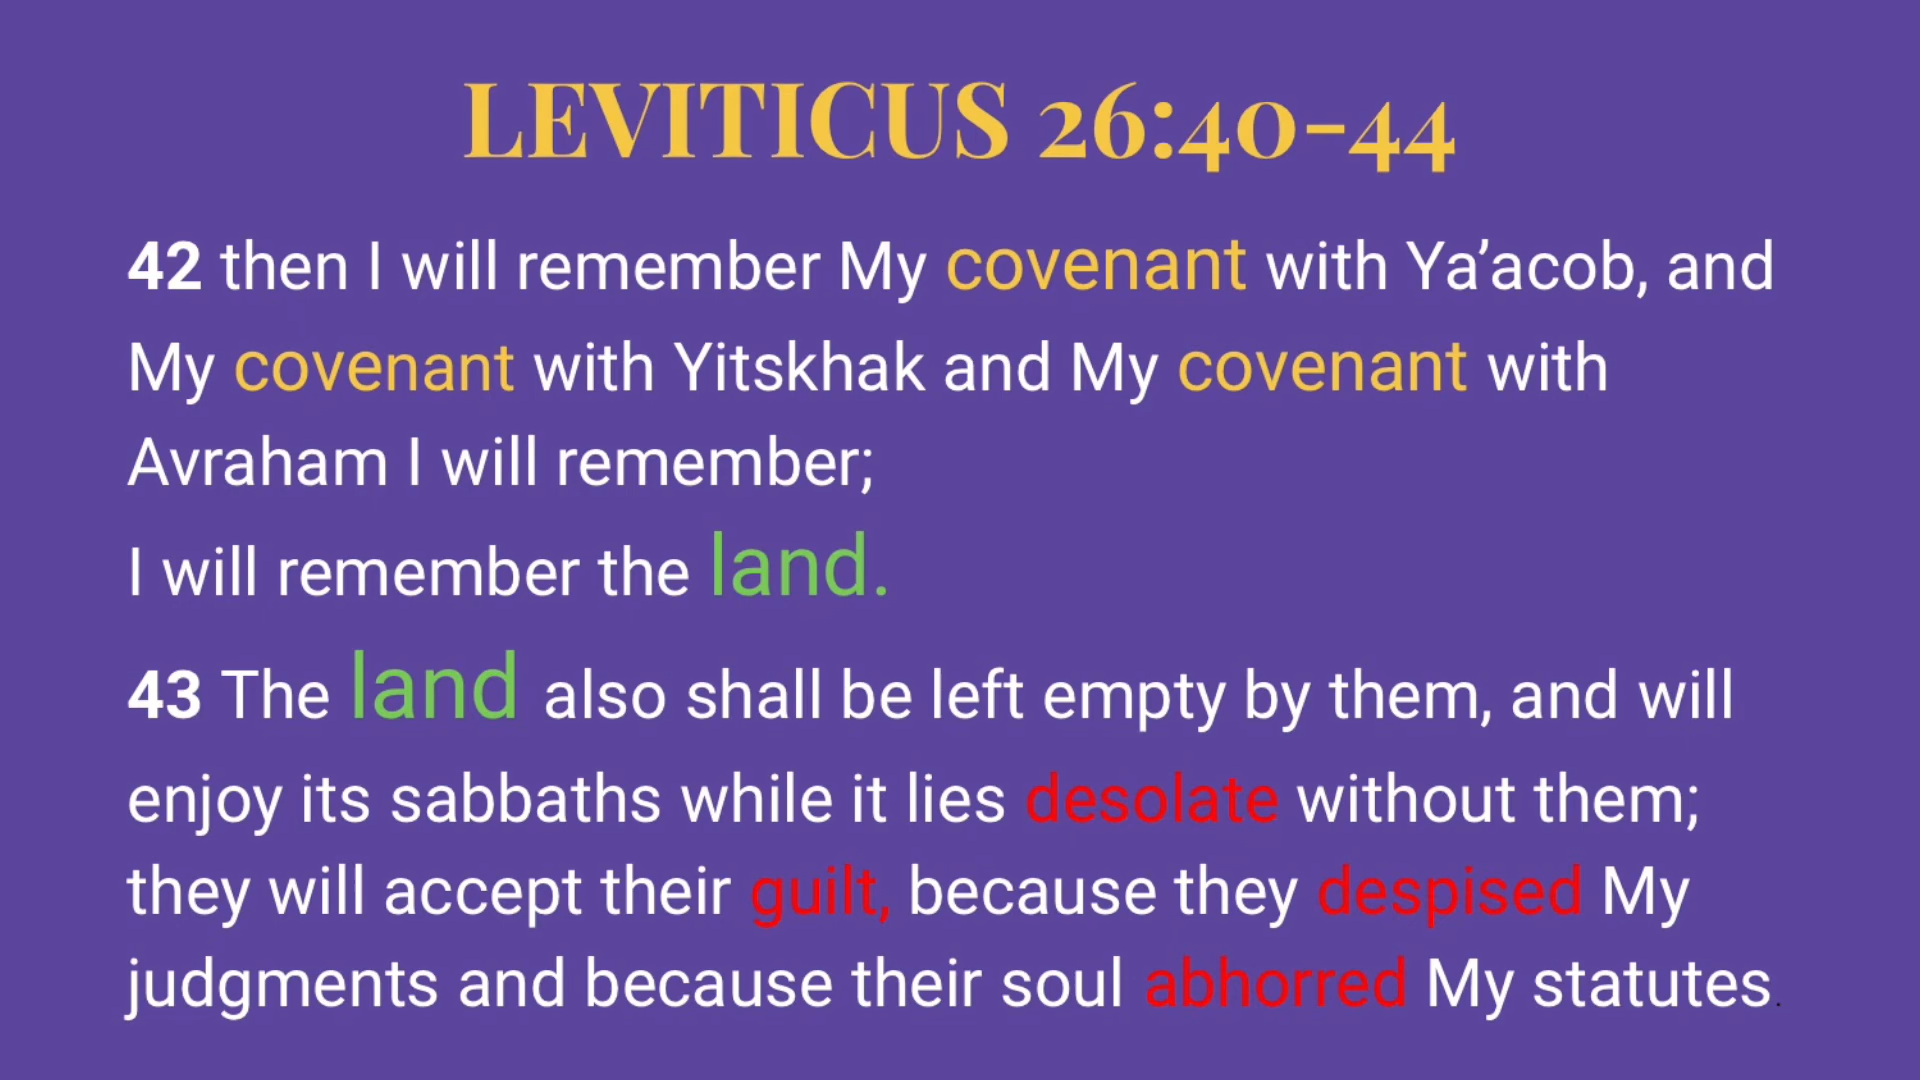 LEVITICUS 26:40-44
42 then I will remember My covenant with Ya’acob, and
My covenant with Yitskhak and My covenant with
Avraham I will remember;
I will remember the land.
43 The land also shall be left empty by them, and will
enjoy its sabbaths while it lies desolate without them;
they will accept their guilt, because they despised My
judgments and because their soul abhorred My statutes.